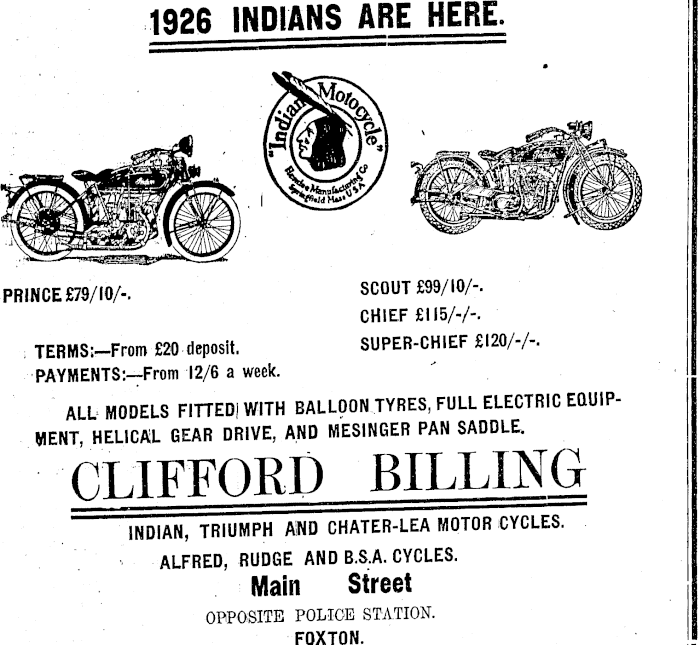 1926 INDIANS ARE HERE.
"Indian Motocycle"
Hendee Manufacturing Co
Springfield Mass U.S.A
PRINCE £79/10/-.
SCOUT £99/10/-.
CHIEF £115/-/-.
SUPER-CHIEF £120/-/-.
TERMS:—From £20 deposit.
PAYMENTS:—From 12/6 a week.
ALL MODELS FITTED WITH BALLOON TYRES, FULL ELECTRIC EQUIP-
MENT, HELICAL GEAR DRIVE, AND MESINGER PAN SADDLE.
CLIFFORD BILLING
INDIAN, TRIUMPH AND CHATER-LEA MOTOR CYCLES.
ALFRED, RUDGE AND B.S.A. CYCLES.
Main Street
OPPOSITE POLICE STATION.
FOXTON.